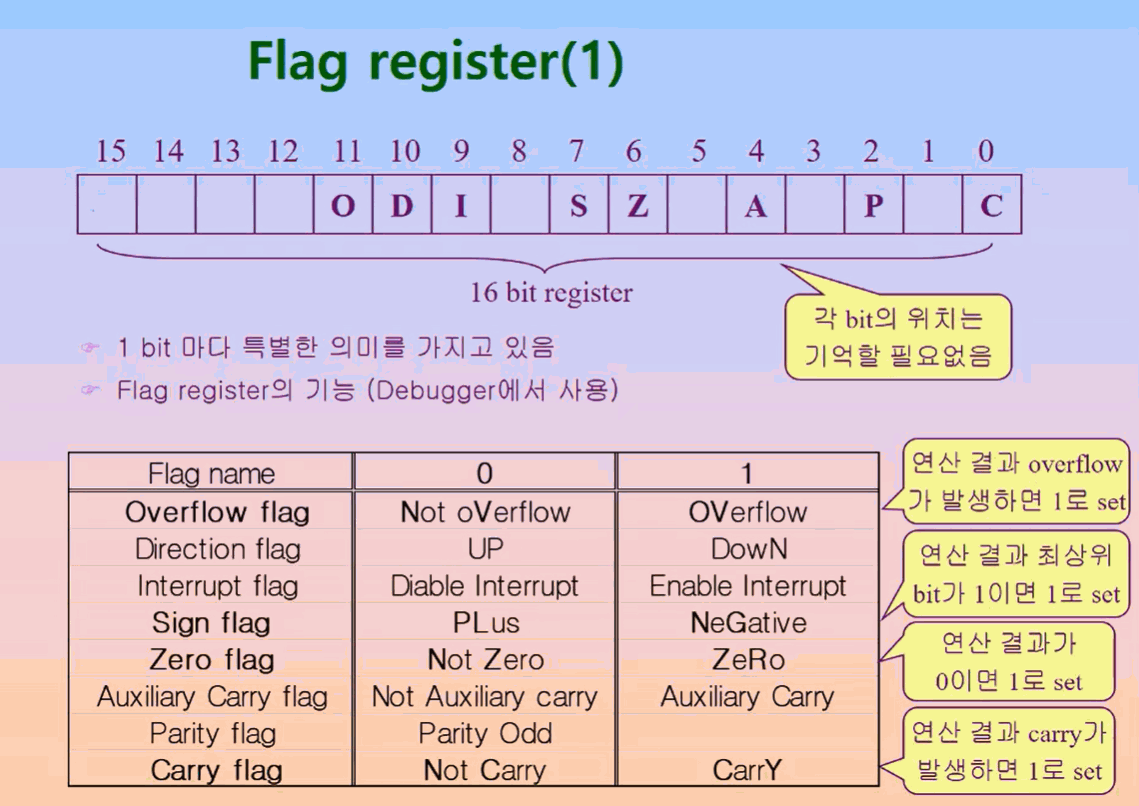 Flag register(1)
15 14 13 12 11 10 9 8 7 6 5 4 3 2 1 0
O D I S Z A P C
16 bit register
각 bit의 위치는
기억할 필요없음
☞ 1 bit 마다 특별한 의미를 가지고 있음
☞ Flag register의 기능 (Debugger에서 사용)
Flag name 0 1
Overflow flag Not oVerflow OVerflow
Direction flag UP DowN
Interrupt flag Diable Interrupt Enable Interrupt
Sign flag PLus NeGative
Zero flag Not Zero ZeRo
Auxiliary Carry flag Not Auxiliary carry Auxiliary Carry
Parity flag Parity Odd
Carry flag Not Carry CarrY
연산 결과 overflow
가 발생하면 1로 set
연산 결과 최상위
bit가 1이면 1로 set
연산 결과가
0이면 1로 set
연산 결과 carry가
발생하면 1로 set